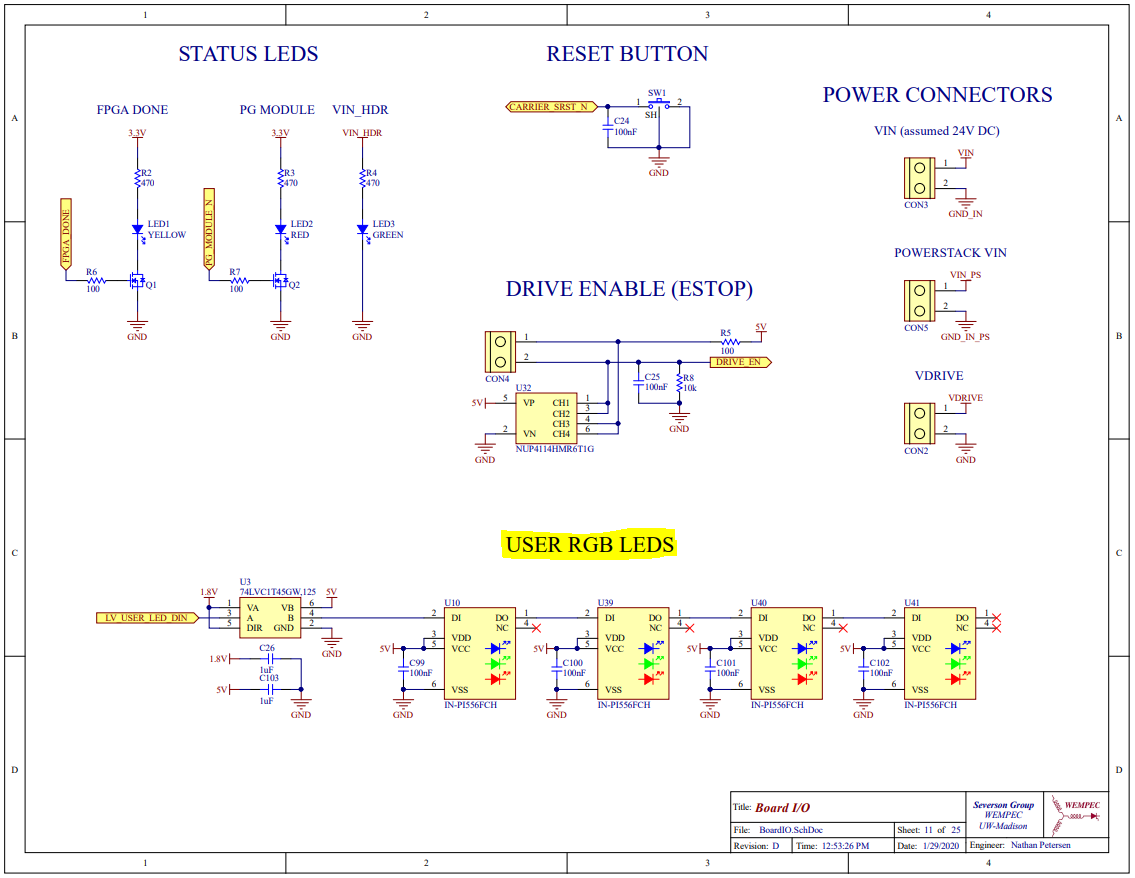 1 2 3 4
STATUS LEDS
RESET BUTTON
POWER CONNECTORS
FPGA DONE
PG MODULE
VIN_HDR
3.3V
3.3V
VIN_HDR
R2
470
R3
470
R4
470
LED1
YELLOW
LED2
RED
LED3
GREEN
FPGA_DONE
PG_MODULE_N
R6
100
Q1
R7
100
Q2
GND
GND
GND
CARRIER_SRST_N
SW1
1
2
SH
C24
100nF
GND
A
A
VIN (assumed 24V DC)
VIN
1
2
CON3
GND_IN
POWERSTACK VIN
VIN_PS
1
2
CON5
GND_IN_PS
B
B
DRIVE ENABLE (ESTOP)
1
2
CON4
R5
100
5V
DRIVE_EN
C25
100nF
R8
10k
GND
U32
5V
5
VP
CH1
1
CH2
3
CH3
4
2
VN
CH4
6
NUP4114HMR6T1G
GND
VDRIVE
VDRIVE
1
2
CON2
GND
C
C
USER RGB LEDS
LV_USER_LED_DIN
1.8V
U3
74LVC1T45GW,125
1
VA
VB
6
5V
3
A
B
4
5
DIR
GND
2
GND
1.8V
C26
1uF
5V
C103
1uF
GND
U10
2
DI
DO
1
NC
4
3
VDD
5V
5
VCC
C99
100nF
6
VSS
IN-PI556FCH
GND
U39
2
DI
DO
1
NC
4
3
VDD
5V
5
VCC
C100
100nF
6
VSS
IN-PI556FCH
GND
U40
2
DI
DO
1
NC
4
3
VDD
5V
5
VCC
C101
100nF
6
VSS
IN-PI556FCH
GND
U41
2
DI
DO
1
NC
4
3
VDD
5V
5
VCC
C102
100nF
6
VSS
IN-PI556FCH
GND
D
D
Title: Board I/O
File: BoardIO.SchDoc
Sheet: 11 of 25
Revision: D
Time: 12:53:26 PM
Date: 1/29/2020
Severson Group
WEMPEC
UW-Madison
WEMPEC
Engineer: Nathan Petersen
1 2 3 4